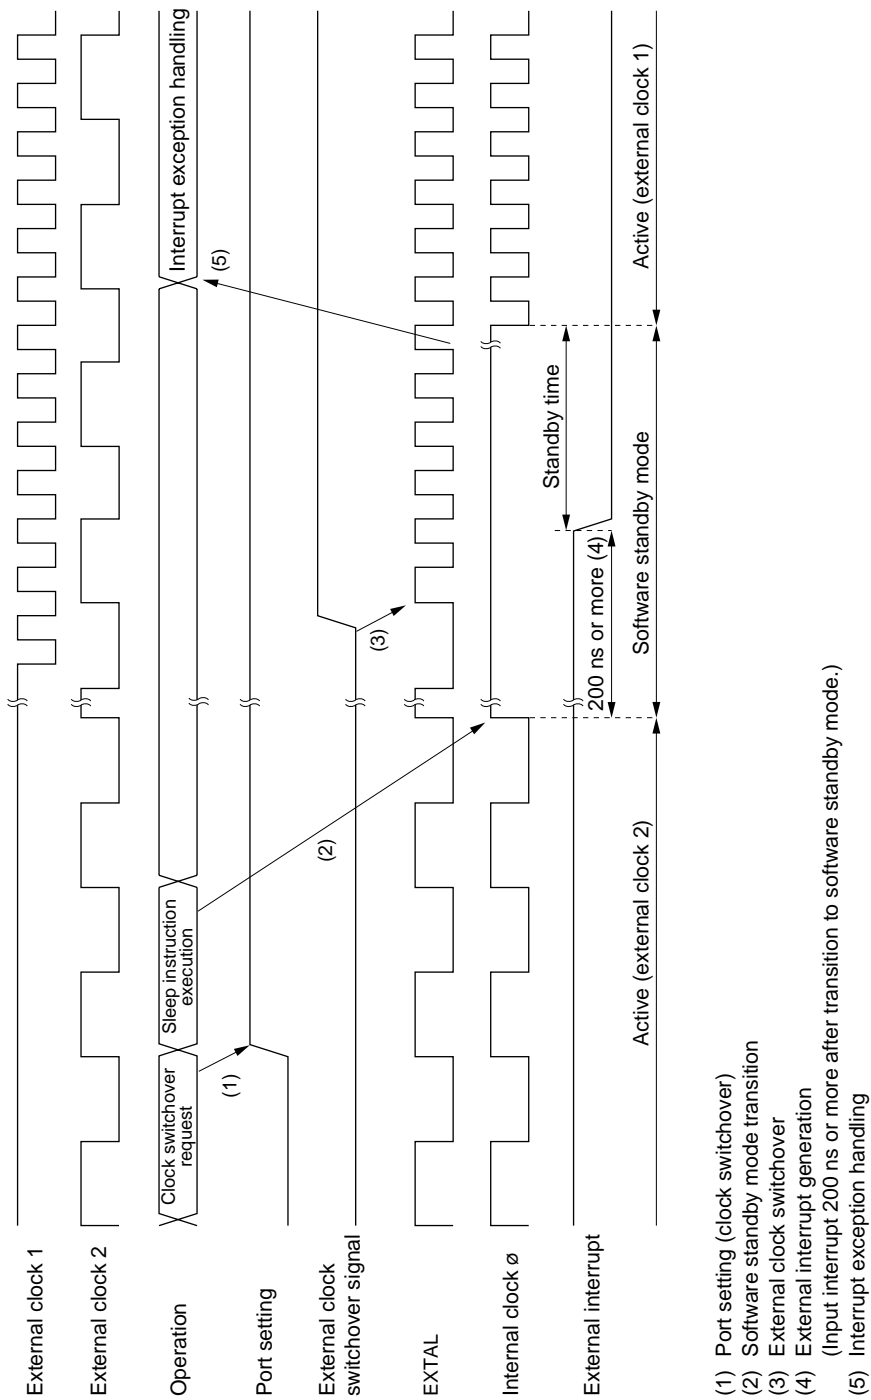 External clock 1
External clock 2
Operation
Clock switchover
request
Sleep instruction
execution
Interrupt exception handling
Port setting
(1)
(5)
External clock
switchover signal
(2)
(3)
EXTAL
Internal clock ø
Standby time
External interrupt
200 ns or more (4)
Active (external clock 2)
Software standby mode
Active (external clock 1)
(1) Port setting (clock switchover)
(2) Software standby mode transition
(3) External clock switchover
(4) External interrupt generation
(Input interrupt 200 ns or more after transition to software standby mode.)
(5) Interrupt exception handling